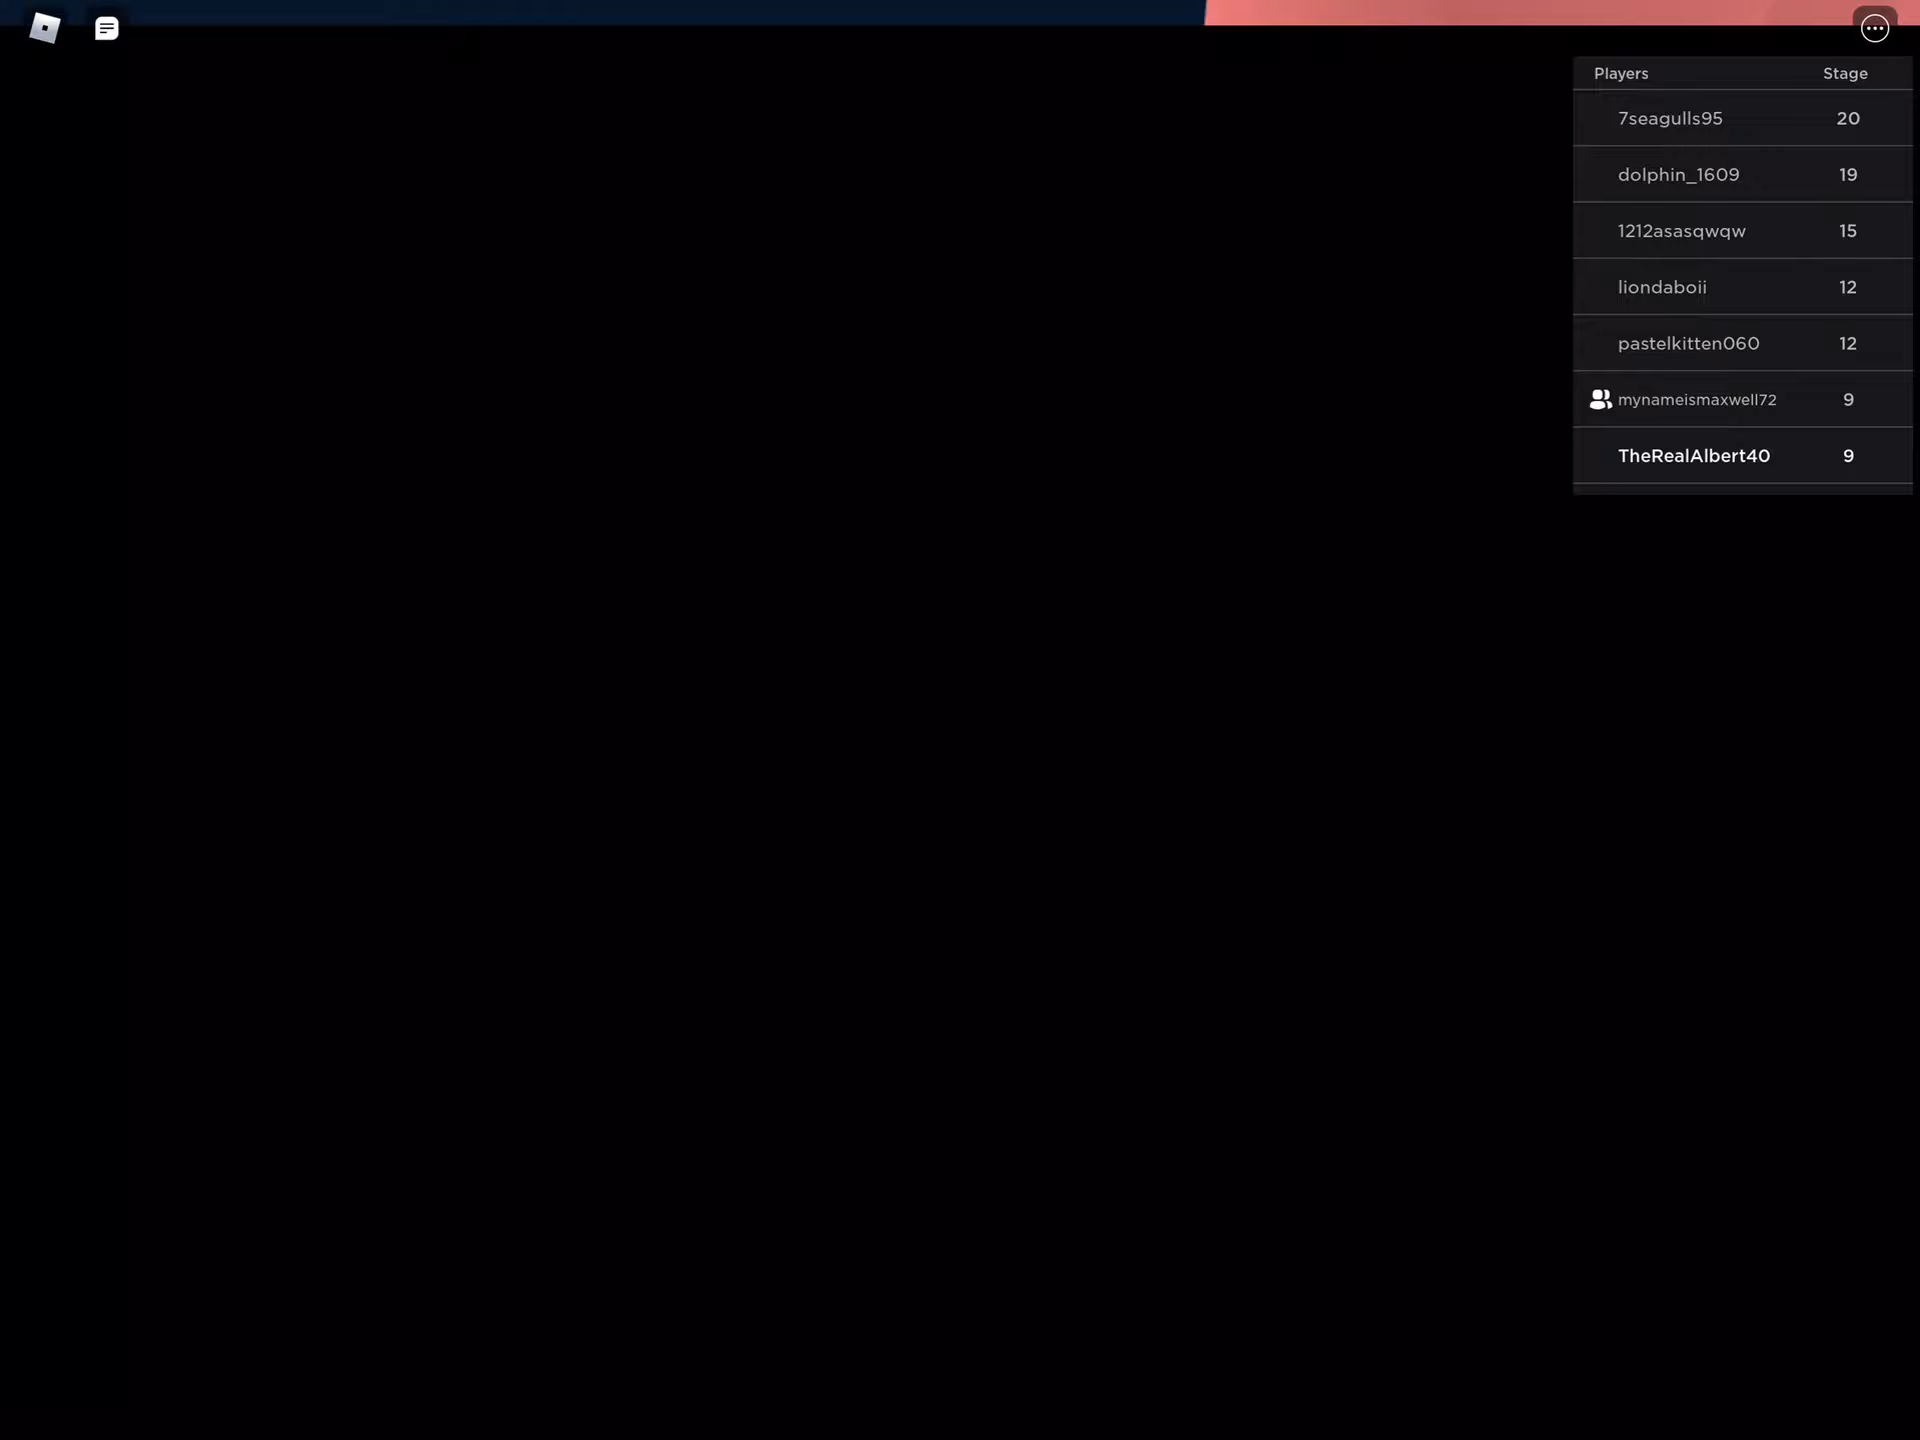 Players Stage
7seagulls95 20
dolphin_1609 19
1212asasqwqw 15
liondaboii 12
pastelkitten060 12
mynameismaxwell72 9
TheRealAlbert40 9